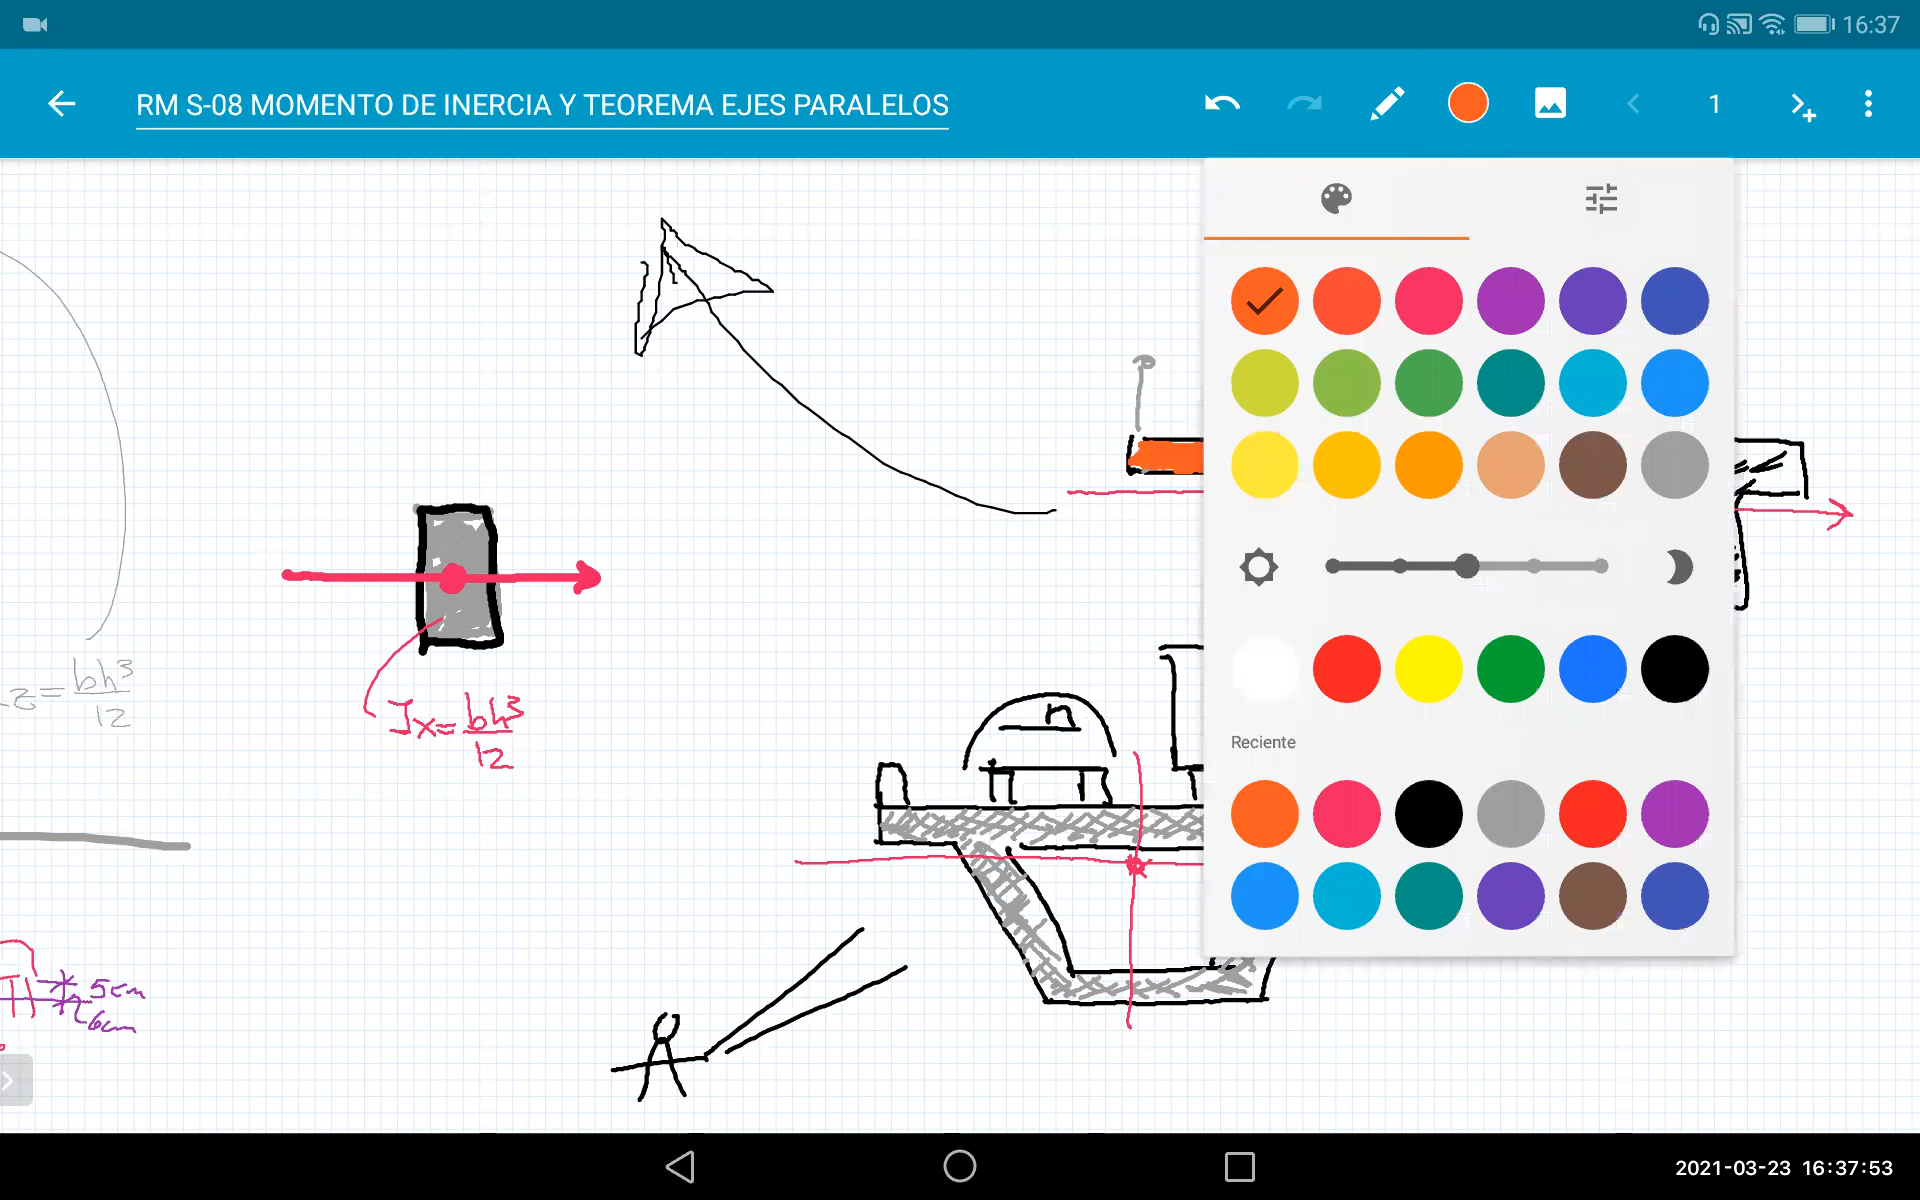 16:37
RM S-08 MOMENTO DE INERCIA Y TEOREMA EJES PARALELOS
1
P
z=bh³/12
Jx=bh³/12
n
Reciente
5cm
6cm
2021-03-23 16:37:53